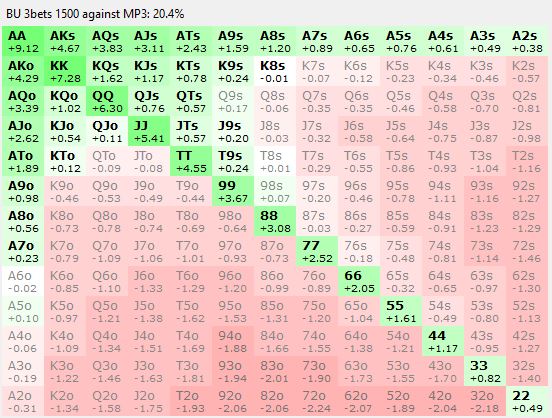 BU 3bets 1500 against MP3: 20.4%
AA AKs AQs AJs ATs A9s A8s A7s A6s A5s A4s A3s A2s
+9.12 +4.67 +3.83 +3.11 +2.43 +1.59 +1.20 +0.89 +0.65 +0.76 +0.61 +0.49 +0.38
AKo KK KQs KJs KTs K9s K8s K7s K6s K5s K4s K3s K2s
+4.29 +7.28 +1.62 +1.17 +0.78 +0.24 -0.01 -0.07 -0.12 -0.23 -0.34 -0.46 -0.57
AQo KQo QQ QJs QTs Q9s Q8s Q7s Q6s Q5s Q4s Q3s Q2s
+3.39 +1.02 +6.30 +0.76 +0.57 +0.17 -0.06 -0.35 -0.35 -0.46 -0.58 -0.70 -0.81
AJo KJo QJo JJ JTs J9s J8s J7s J6s J5s J4s J3s J2s
+2.62 +0.54 +0.11 +5.41 +0.57 +0.20 -0.03 -0.32 -0.58 -0.64 -0.75 -0.87 -0.98
ATo KTo QTo JTo TT T9s T8s T7s T6s T5s T4s T3s T2s
+1.89 +0.12 -0.09 -0.08 +4.55 +0.24 +0.01 -0.29 -0.55 -0.86 -0.93 -1.04 -1.16
A9o K9o Q9o J9o T9o 99 98s 97s 96s 95s 94s 93s 92s
+0.98 -0.46 -0.53 -0.49 -0.44 +3.67 +0.07 -0.20 -0.46 -0.78 -1.11 -1.16 -1.27
A8o K8o Q8o J8o T8o 98o 88 87s 86s 85s 84s 83s 82s
+0.56 -0.73 -0.78 -0.74 -0.69 -0.64 +3.08 -0.03 -0.27 -0.59 -0.91 -1.23 -1.29
A7o K7o Q7o J7o T7o 97o 87o 77 76s 75s 74s 73s 72s
+0.23 -0.79 -1.09 -1.06 -1.01 -0.93 -0.73 +2.52 -0.18 -0.48 -0.81 -1.14 -1.46
A6o K6o Q6o J6o T6o 96o 86o 76o 66 65s 64s 63s 62s
-0.02 -0.85 -1.10 -1.33 -1.29 -1.20 -0.99 -0.89 +2.05 -0.32 -0.65 -0.97 -1.30
A5o K5o Q5o J5o T5o 95o 85o 75o 65o 55 54s 53s 52s
+0.10 -0.97 -1.21 -1.38 -1.62 -1.53 -1.31 -1.20 -1.04 +1.61 -0.49 -0.80 -1.13
A4o K4o Q4o J4o T4o 94o 84o 74o 64o 54o 44 43s 42s
-0.06 -1.09 -1.34 -1.51 -1.69 -1.88 -1.66 -1.55 -1.38 -1.21 +1.17 -0.95 -1.27
A3o K3o Q3o J3o T3o 93o 83o 73o 63o 53o 43o 33 32s
-0.19 -1.22 -1.46 -1.63 -1.81 -1.94 -2.01 -1.90 -1.73 -1.55 -1.70 +0.82 -1.40
A2o K2o Q2o J2o T2o 92o 82o 72o 62o 52o 42o 32o 22
-0.31 -1.34 -1.58 -1.75 -1.93 -2.06 -2.06 -2.24 -2.07 -1.89 -2.04 -2.18 +0.49